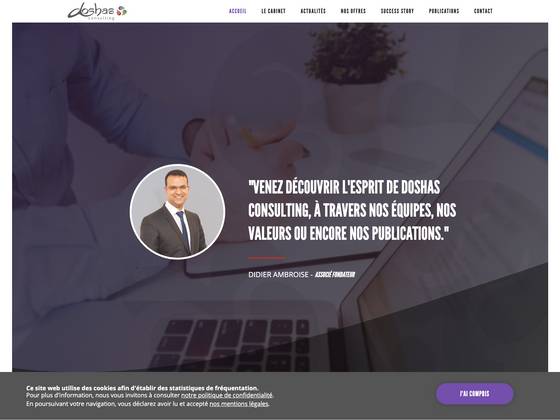 doshas
consulting
ACCUEIL LE CABINET ACTUALITÉS NOS OFFRES SUCCESS STORY PUBLICATIONS CONTACT
"VENEZ DÉCOUVRIR L'ESPRIT DE DOSHAS
CONSULTING, À TRAVERS NOS ÉQUIPES, NOS
VALEURS OU ENCORE NOS PUBLICATIONS."
DIDIER AMBROISE - ASSOCIÉ FONDATEUR
Ce site web utilise des cookies afin d'établir des statistiques de fréquentation.
Pour plus d'information, nous vous invitons à consulter notre politique de confidentialité.
En poursuivant votre navigation, vous déclarez avoir lu et accepté nos mentions légales.
J'AI COMPRIS